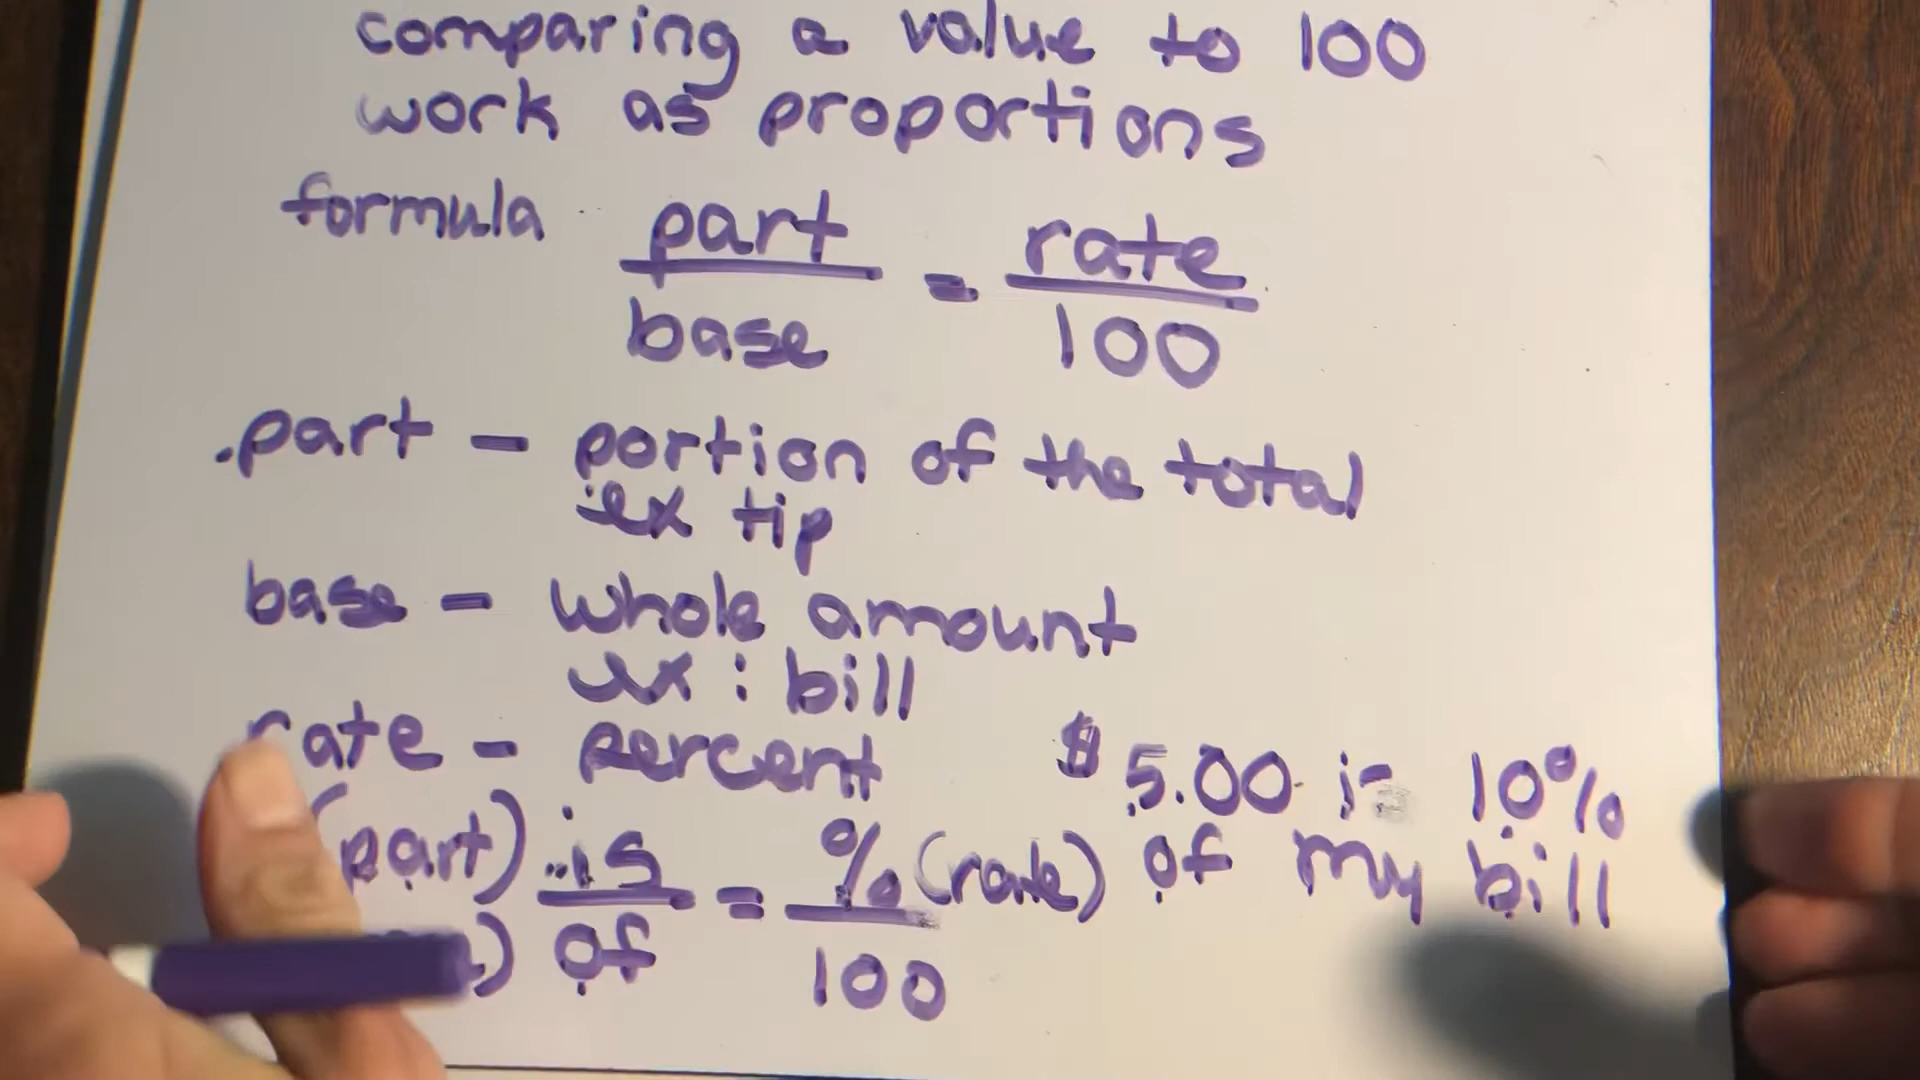 comparing a value to 100
work as proportions
formula part = rate
base 100
part - portion of the total
ex tip
base - whole amount
ex : bill
rate - percent
$5.00 is 10%
of my bill
(part) is = % (rate)
of 100